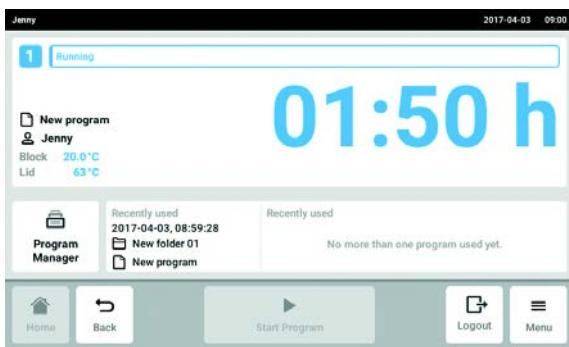 Jenny 2017-04-03 09:00
1 Running
01:50 h
New program
Jenny
Block 20.0°C
Lid 63°C
Program
Manager
Recently used
2017-04-03, 08:59:28
New folder 01
New program
Recently used
No more than one program used yet.
Home
Back
Start Program
Logout
Menu